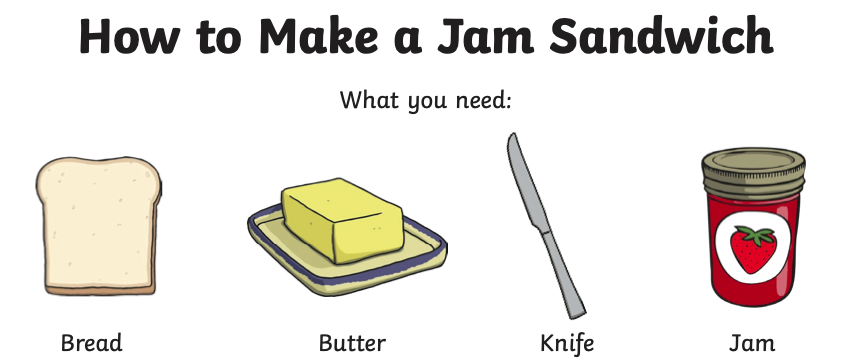 How to Make a Jam Sandwich
What you need:
Bread Butter Knife Jam